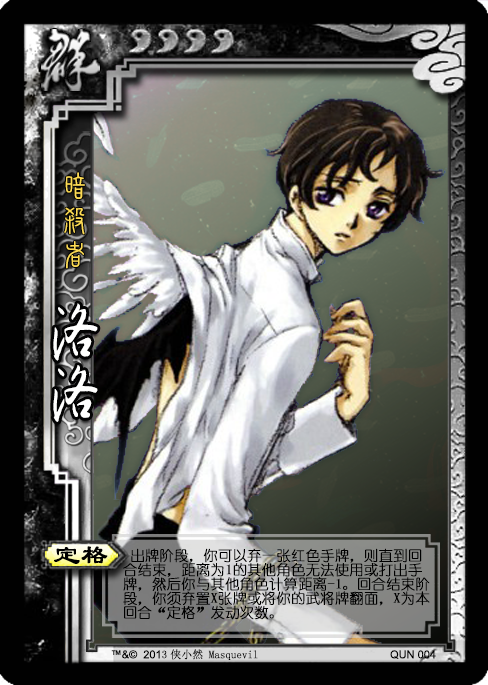 群
暗殺者
洛洛
定格
出牌阶段，你可以弃一张红色手牌，则直到回
合结束，距离为1的其他角色无法使用或打出手
牌，然后你与其他角色计算距离-1。回合结束阶
段，你须弃置X张牌或将你的武将牌翻面，X为本
回合“定格”发动次数。
™&© 2013 侠小然 Masquevil
QUN 004